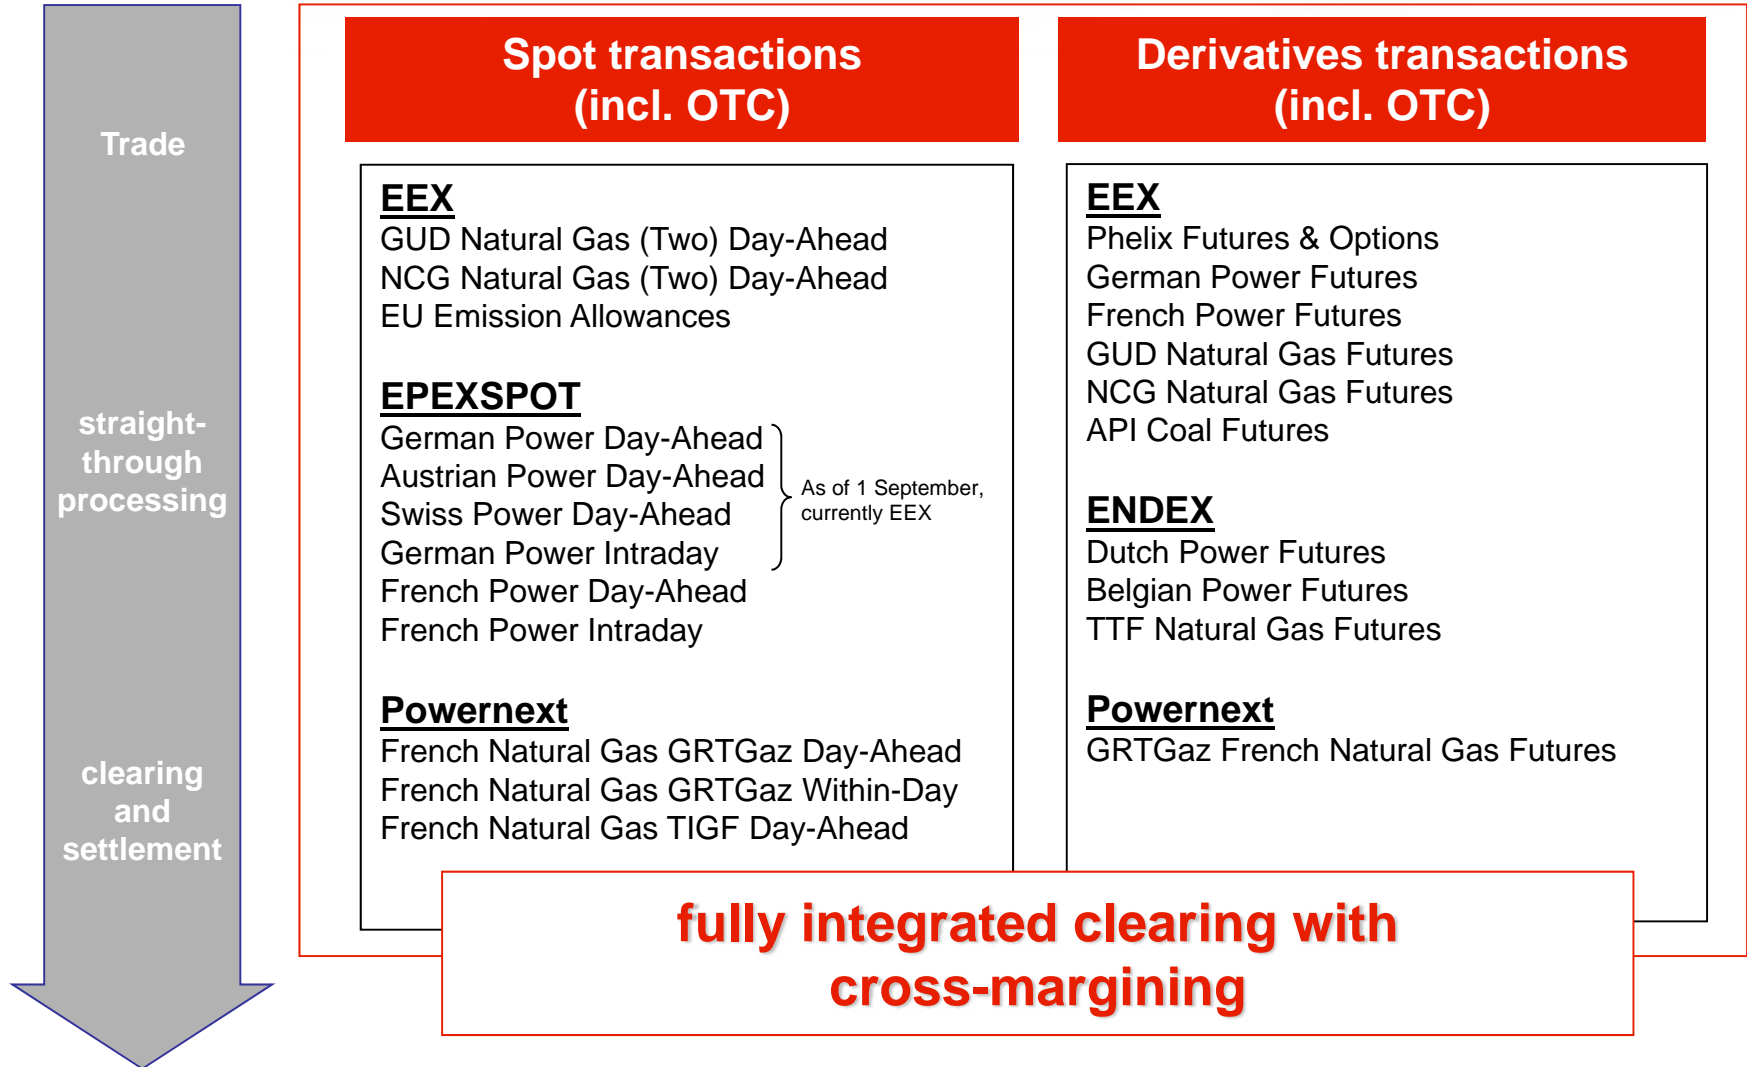 Trade
straight-
through
processing
clearing
and
settlement
Spot transactions
(incl. OTC)
EEX
GUD Natural Gas (Two) Day-Ahead
NCG Natural Gas (Two) Day-Ahead
EU Emission Allowances
EPEXSPOT
German Power Day-Ahead
Austrian Power Day-Ahead
Swiss Power Day-Ahead
German Power Intraday
As of 1 September,
currently EEX
French Power Day-Ahead
French Power Intraday
Powernext
French Natural Gas GRTGaz Day-Ahead
French Natural Gas GRTGaz Within-Day
French Natural Gas TIGF Day-Ahead
Derivatives transactions
(incl. OTC)
EEX
Phelix Futures & Options
German Power Futures
French Power Futures
GUD Natural Gas Futures
NCG Natural Gas Futures
API Coal Futures
ENDEX
Dutch Power Futures
Belgian Power Futures
TTF Natural Gas Futures
Powernext
GRTGaz French Natural Gas Futures
fully integrated clearing with
cross-margining